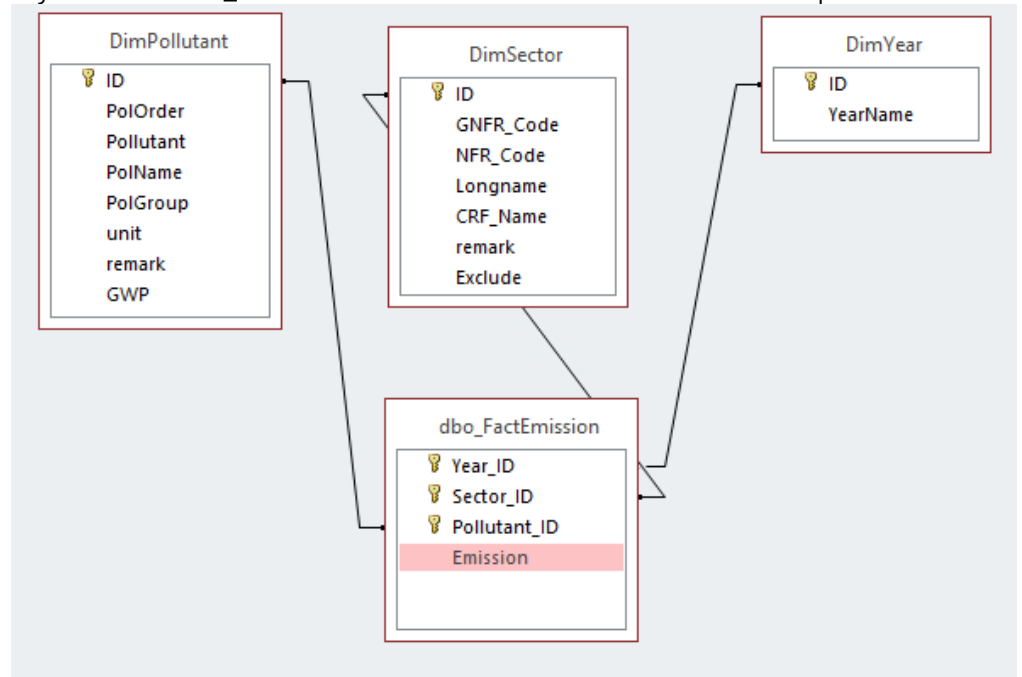 DimPollutant
ID
PolOrder
Pollutant
PolName
PolGroup
unit
remark
GWP
DimSector
ID
GNFR_Code
NFR_Code
Longname
CRF_Name
remark
Exclude
DimYear
ID
YearName
dbo_FactEmission
Year_ID
Sector_ID
Pollutant_ID
Emission